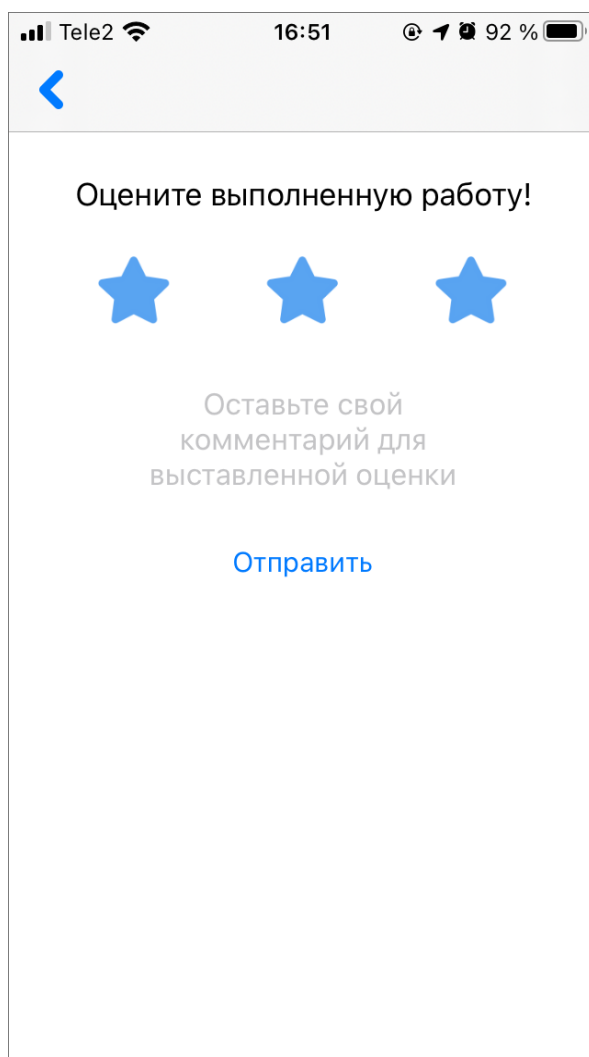 Tele2 16:51 92 %
Оцените выполненную работу!
Оставьте свой
комментарий для
выставленной оценки
Отправить